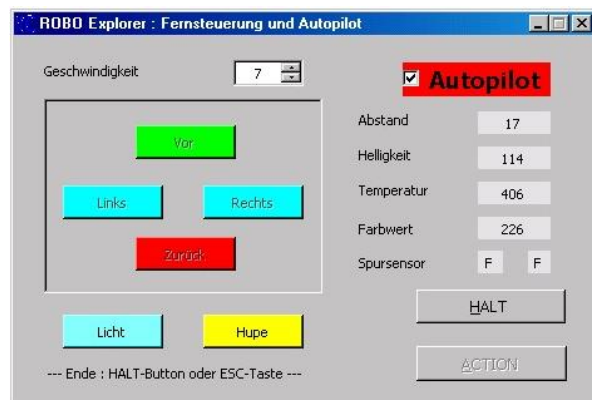 ROBO Explorer : Fernsteuerung und Autopilot
Geschwindigkeit 7
Autopilot
Vor
Links Rechts
Zurück
Licht Hupe
--- Ende : HALT-Button oder ESC-Taste ---
Abstand 17
Helligkeit 114
Temperatur 406
Farbwert 226
Spursensor F F
HALT
ACTION